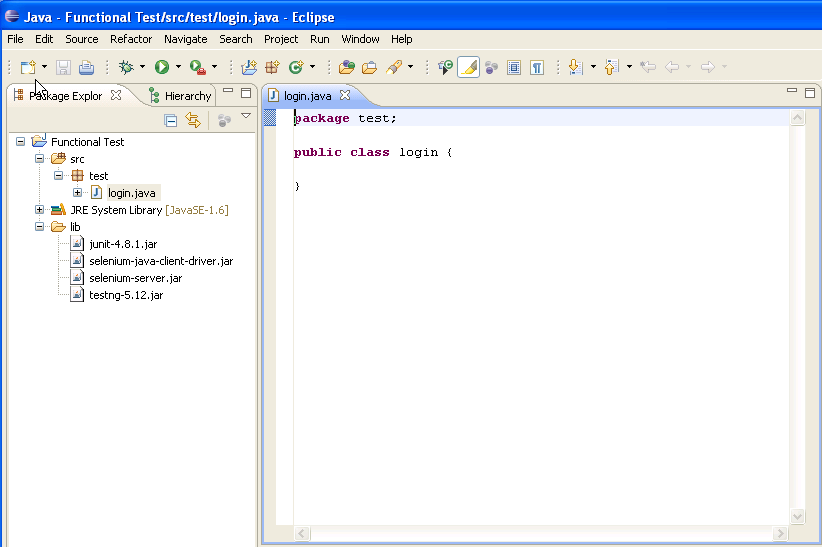 Java - Functional Test/src/test/login.java - Eclipse
File Edit Source Refactor Navigate Search Project Run Window Help
Package Explor Hierarchy
login.java
Functional Test
src
test
login.java
JRE System Library [JavaSE-1.6]
lib
junit-4.8.1.jar
selenium-java-client-driver.jar
selenium-server.jar
testng-5.12.jar
package test;
public class login {
}